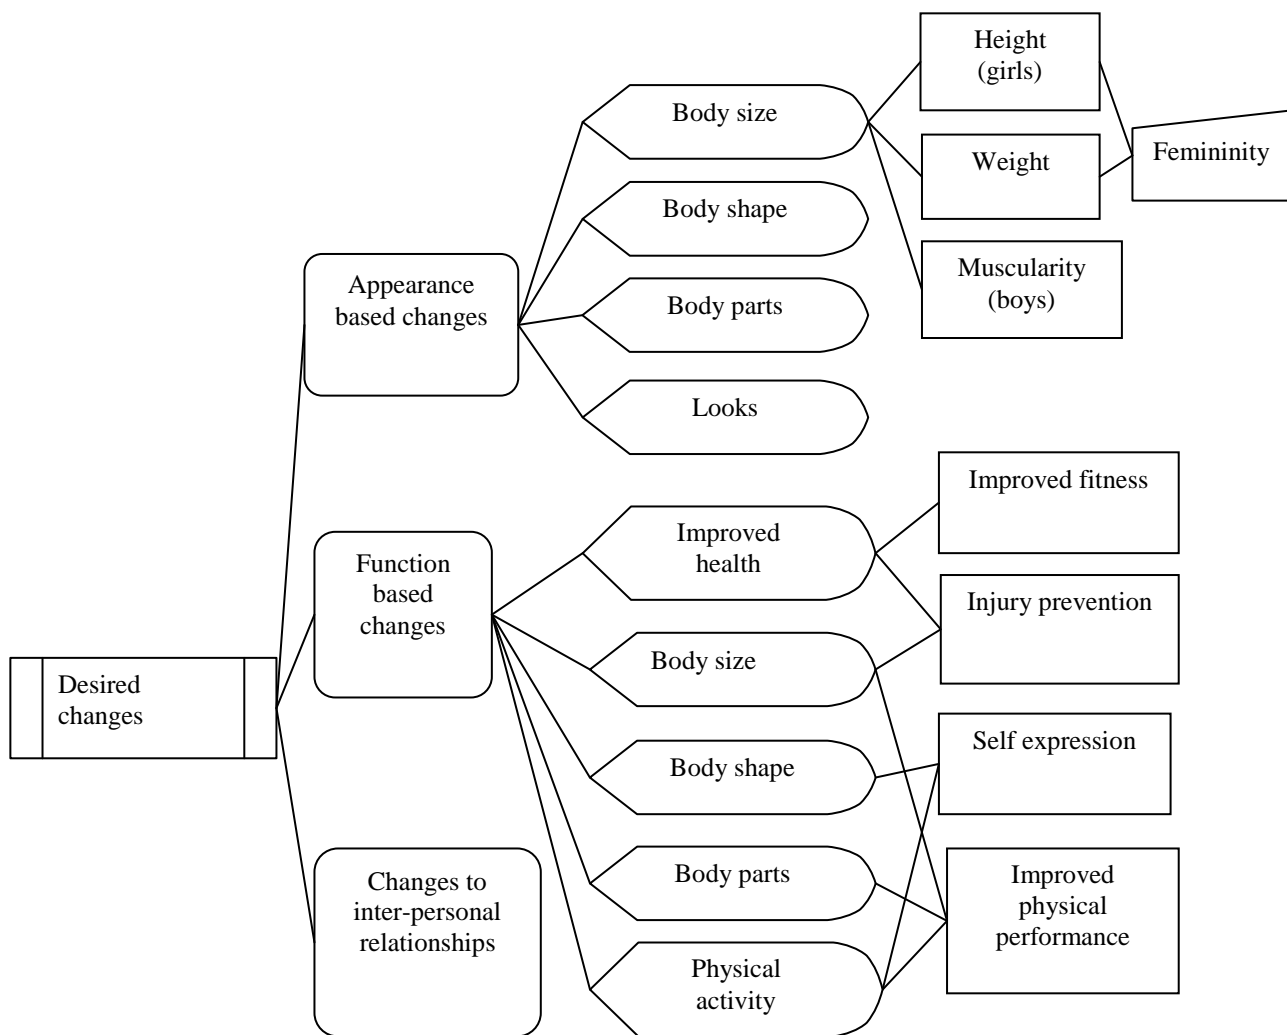 Height
(girls)
Body size
Femininity
Weight
Body shape
Muscularity
(boys)
Appearance
based changes
Body parts
Looks
Improved fitness
Improved
health
Function
based
changes
Injury prevention
Body size
Desired
changes
Self expression
Body shape
Body parts
Changes to
inter-personal
relationships
Improved
physical
performance
Physical
activity